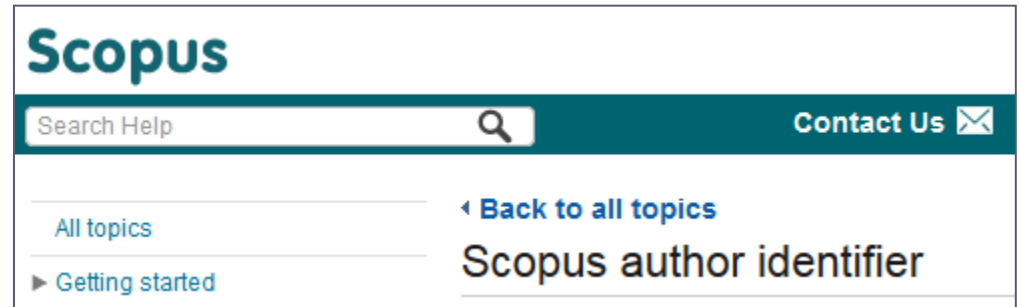 Scopus
Search Help
Contact Us
All topics
Getting started
Back to all topics
Scopus author identifier